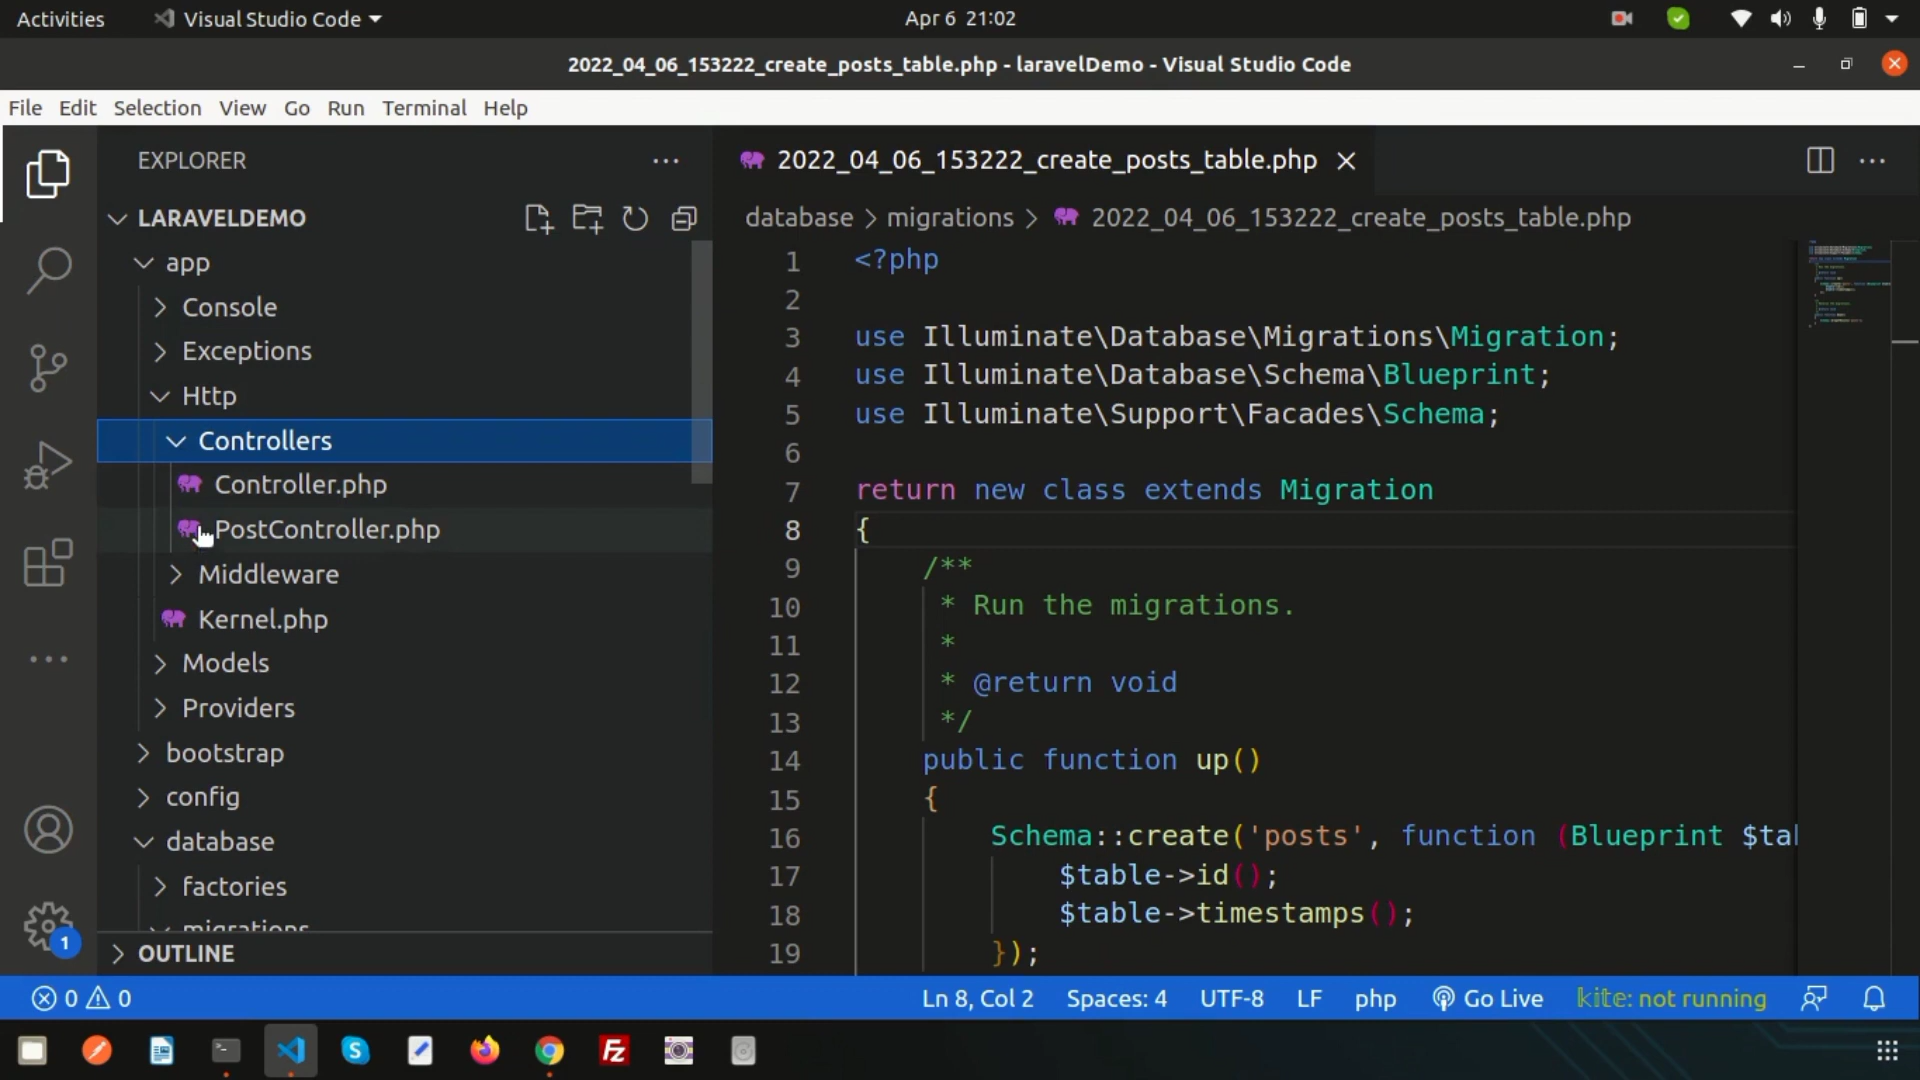 Activities
Visual Studio Code
Apr 6 21:02
2022_04_06_153222_create_posts_table.php - laravelDemo - Visual Studio Code
File Edit Selection View Go Run Terminal Help
EXPLORER
LARAVELDEMO
app
Console
Exceptions
Http
Controllers
Controller.php
PostController.php
Middleware
Kernel.php
Models
Providers
bootstrap
config
database
factories
migrations
OUTLINE
2022_04_06_153222_create_posts_table.php
database > migrations > 2022_04_06_153222_create_posts_table.php
1 <?php
2
3 use Illuminate\Database\Migrations\Migration;
4 use Illuminate\Database\Schema\Blueprint;
5 use Illuminate\Support\Facades\Schema;
6
7 return new class extends Migration
8 {
9 /**
10 * Run the migrations.
11 *
12 * @return void
13 */
14 public function up()
15 {
16 Schema::create('posts', function (Blueprint $tab
17 $table->id();
18 $table->timestamps();
19 });
1
0 0
Ln 8, Col 2 Spaces: 4 UTF-8 LF php Go Live kite: not running